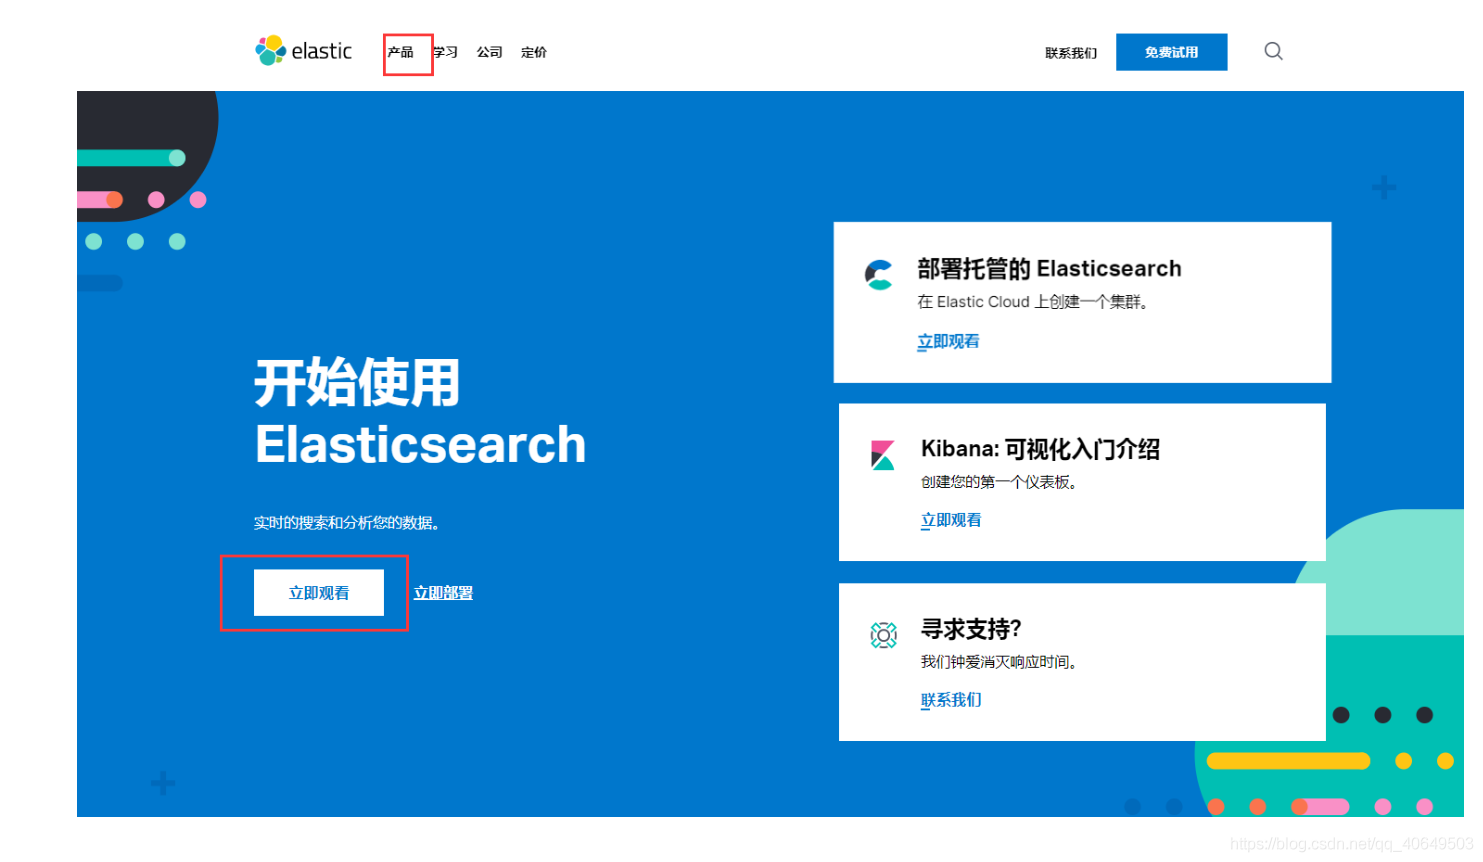 elastic 产品 学习 公司 定价 联系我们 免费试用
开始使用
Elasticsearch
实时的搜索和分析您的数据。
立即观看 立即部署
部署托管的 Elasticsearch
在 Elastic Cloud 上创建一个集群。
立即观看
Kibana: 可视化入门介绍
创建您的第一个仪表板。
立即观看
寻求支持?
我们钟爱消灭响应时间。
联系我们
https://blog.csdn.net/qq_40649503